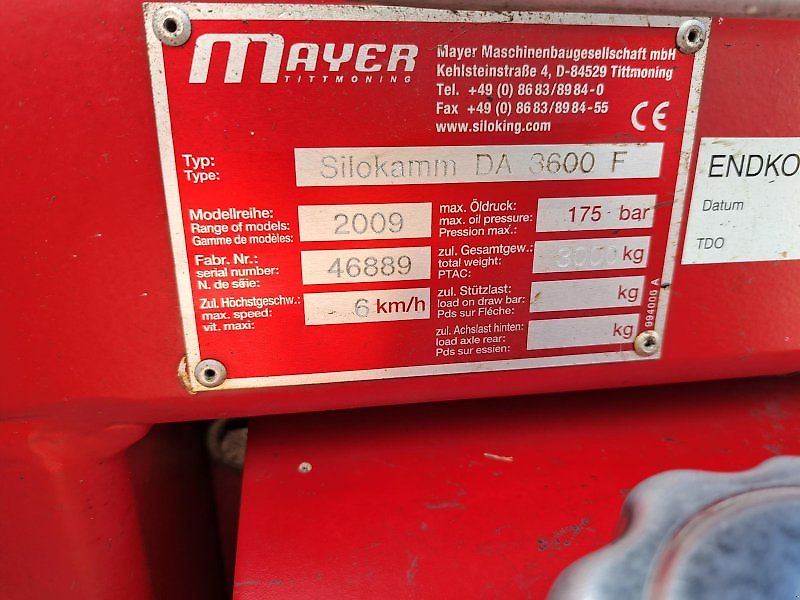 MAYER
TITTMONING
Mayer Maschinenbaugesellschaft mbH
Kehlsteinstraße 4, D-84529 Tittmoning
Tel. +49 (0) 86 83/89 84-0
Fax +49 (0) 86 83/89 84-55
www.siloking.com
CE
Typ:
Type:
Silokamm DA 3600 F
Modellreihe:
Range of models:
Gamme de modèles:
2009
max. Öldruck:
max. oil pressure:
Pression max.:
175 bar
Fabr. Nr.:
serial number:
N. de série:
46889
zul. Gesamtgew.:
total weight:
PTAC:
3000 kg
Zul. Höchstgeschw.:
max. speed:
vit. maxi:
6 km/h
zul. Stützlast:
load on draw bar:
Pds sur Fléche:
kg
zul. Achslast hinten:
load axle rear:
Pds sur essien:
kg
994000 A
ENDKO
Datum
TDO